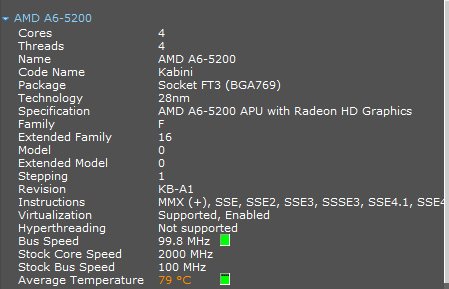 AMD A6-5200
Cores 4
Threads 4
Name AMD A6-5200
Code Name Kabini
Package Socket FT3 (BGA769)
Technology 28nm
Specification AMD A6-5200 APU with Radeon HD Graphics
Family F
Extended Family 16
Model 0
Extended Model 0
Stepping 1
Revision KB-A1
Instructions MMX (+), SSE, SSE2, SSE3, SSSE3, SSE4.1, SSE4
Virtualization Supported, Enabled
Hyperthreading Not supported
Bus Speed 99.8 MHz
Stock Core Speed 2000 MHz
Stock Bus Speed 100 MHz
Average Temperature 79 °C